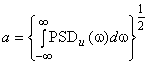 a = { ∫_{-∞}^{∞} PSD_u (ω)dω }^{1/2}